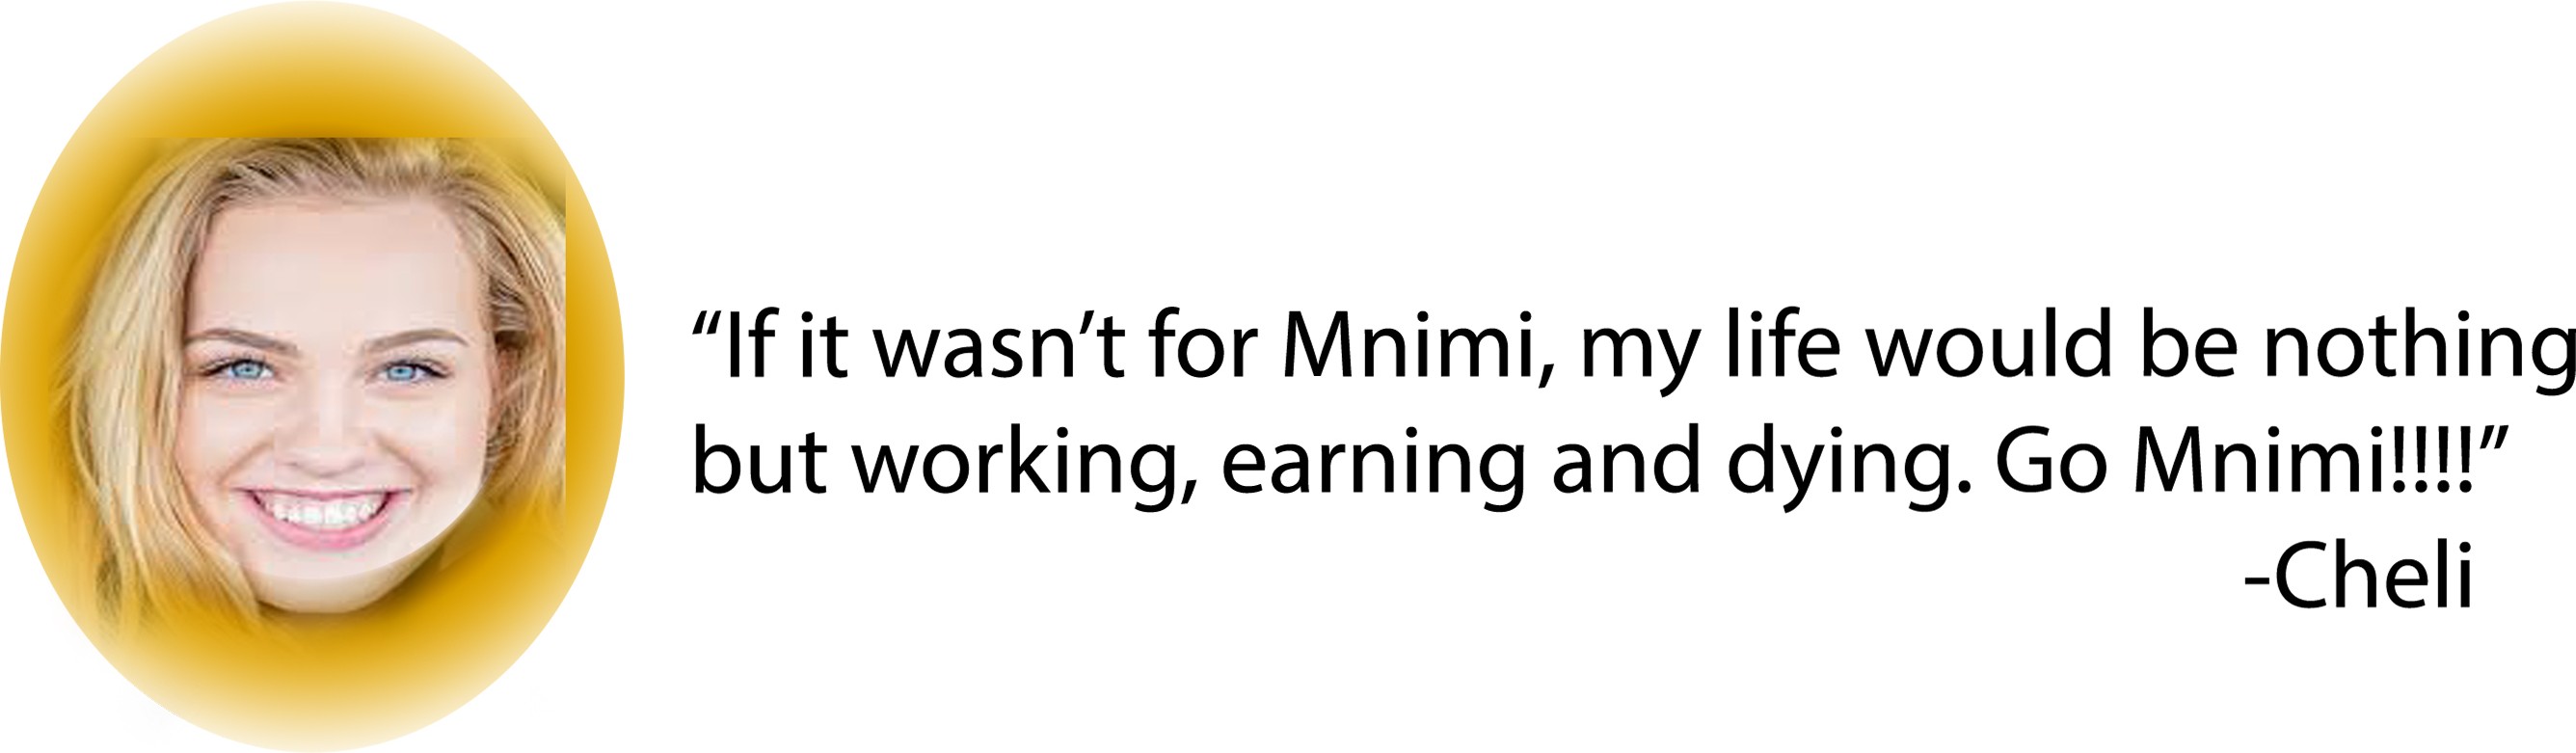 “If it wasn’t for Mnimi, my life would be nothing
but working, earning and dying. Go Mnimi!!!!”
-Cheli